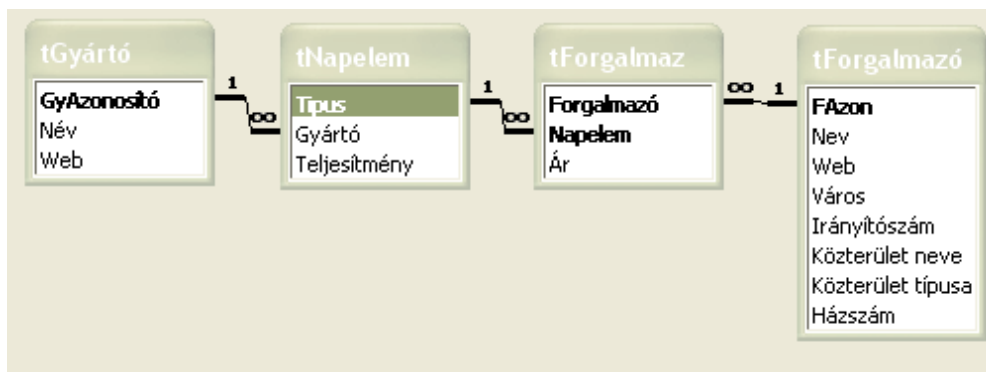 tGyártó
GyAzonosító
Név
Web
1
∞
tNapelem
Tipus
Gyártó
Teljesítmény
1
∞
tForgalmaz
Forgalmazó
Napelem
Ár
∞
1
tForgalmazó
FAzon
Nev
Web
Város
Irányítószám
Közterület neve
Közterület típusa
Házszám